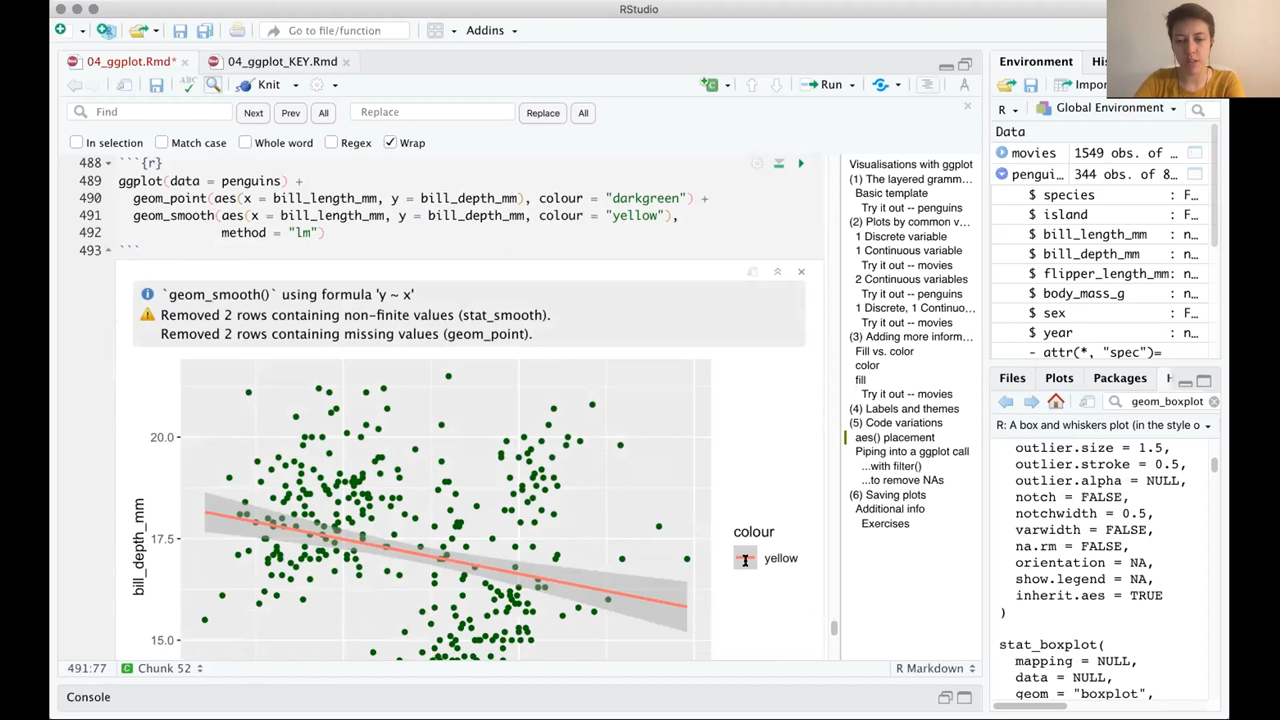 RStudio
Go to file/function
Addins
04_ggplot.Rmd*
04_ggplot_KEY.Rmd
ABC
Knit
Run
Find
Next
Prev
All
Replace
Replace
All
In selection
Match case
Whole word
Regex
Wrap
488 ```{r}
489 ggplot(data = penguins) +
490 geom_point(aes(x = bill_length_mm, y = bill_depth_mm), colour = "darkgreen") +
491 geom_smooth(aes(x = bill_length_mm, y = bill_depth_mm, colour = "yellow"),
492 method = "lm")
493 ```
`geom_smooth()` using formula 'y ~ x'
Removed 2 rows containing non-finite values (stat_smooth).
Removed 2 rows containing missing values (geom_point).
20.0
17.5
15.0
bill_depth_mm
colour
yellow
491:77
Chunk 52
R Markdown
Console
Visualisations with ggplot
(1) The layered gramm...
Basic template
Try it out -- penguins
(2) Plots by common v...
1 Discrete variable
1 Continuous variable
Try it out -- movies
2 Continuous variables
Try it out -- penguins
1 Discrete, 1 Continuo...
Try it out -- movies
(3) Adding more inform...
Fill vs. color
color
fill
Try it out -- movies
(4) Labels and themes
(5) Code variations
aes() placement
Piping into a ggplot call
...with filter()
...to remove NAs
(6) Saving plots
Additional info
Exercises
Environment
His
Impor
R
Global Environment
Data
movies 1549 obs. of ...
pengui... 344 obs. of 8...
$ species : F...
$ island : F...
$ bill_length_mm : n...
$ bill_depth_mm : n...
$ flipper_length_mm: n...
$ body_mass_g : n...
$ sex : F...
$ year : n...
- attr(*, "spec")=
Files
Plots
Packages
H
geom_boxplot
R: A box and whiskers plot (in the style o
outlier.size = 1.5,
outlier.stroke = 0.5,
outlier.alpha = NULL,
notch = FALSE,
notchwidth = 0.5,
varwidth = FALSE,
na.rm = FALSE,
orientation = NA,
show.legend = NA,
inherit.aes = TRUE
)
stat_boxplot(
mapping = NULL,
data = NULL,
geom = "boxplot",